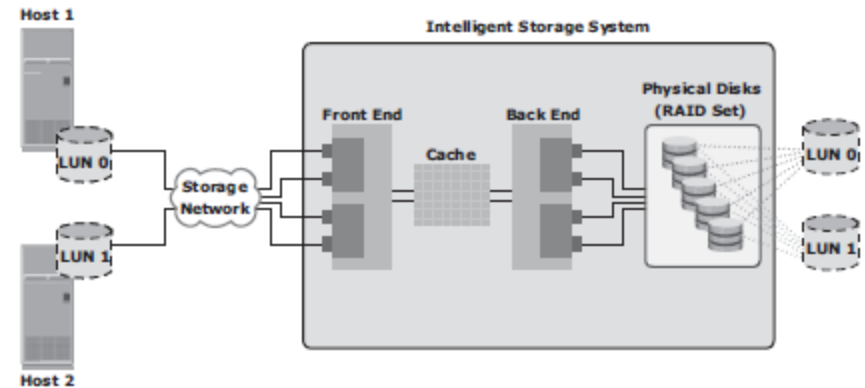 Host 1
Intelligent Storage System
Physical Disks
(RAID Set)
Front End
Back End
Cache
LUN 0
LUN 0
Storage
Network
LUN 1
LUN 1
Host 2